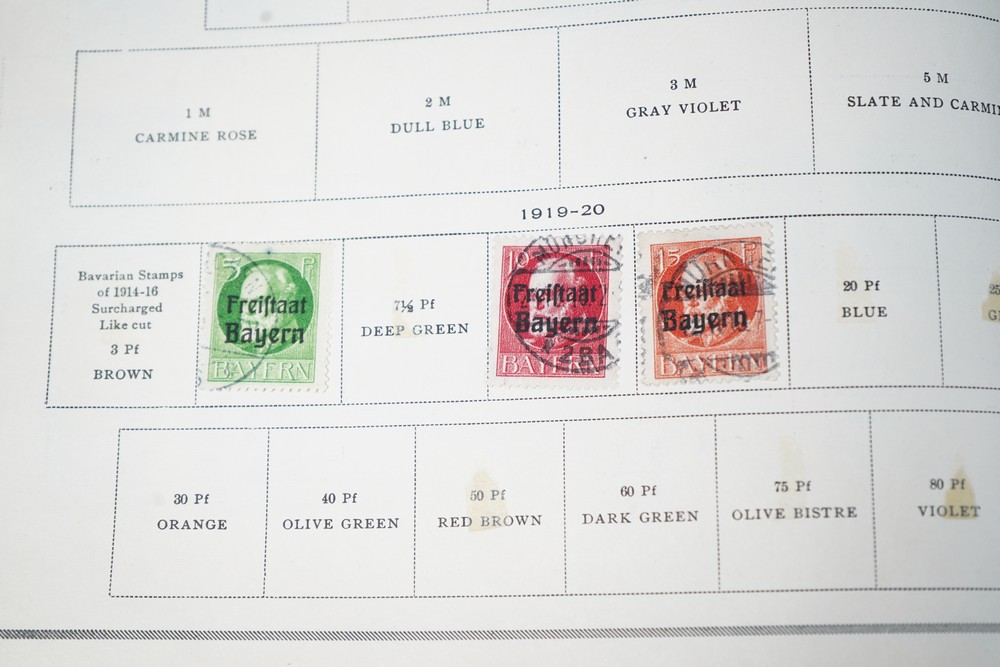 1 M
CARMINE ROSE
2 M
DULL BLUE
3 M
GRAY VIOLET
5 M
SLATE AND CARMI
1919-20
Bavarian Stamps
of 1914-16
Surcharged
Like cut
3 Pf
BROWN
5 P
Freiſtaat
Bayern
BAYERN
7½ Pf
DEEP GREEN
10
Freiſtaat
Bayern
BAY
2BA
15 P
Freiſtaat
Bayern
BAYERN
20 Pf
BLUE
25
G
30 Pf
ORANGE
40 Pf
OLIVE GREEN
50 Pf
RED BROWN
60 Pf
DARK GREEN
75 Pf
OLIVE BISTRE
80 Pf
VIOLET